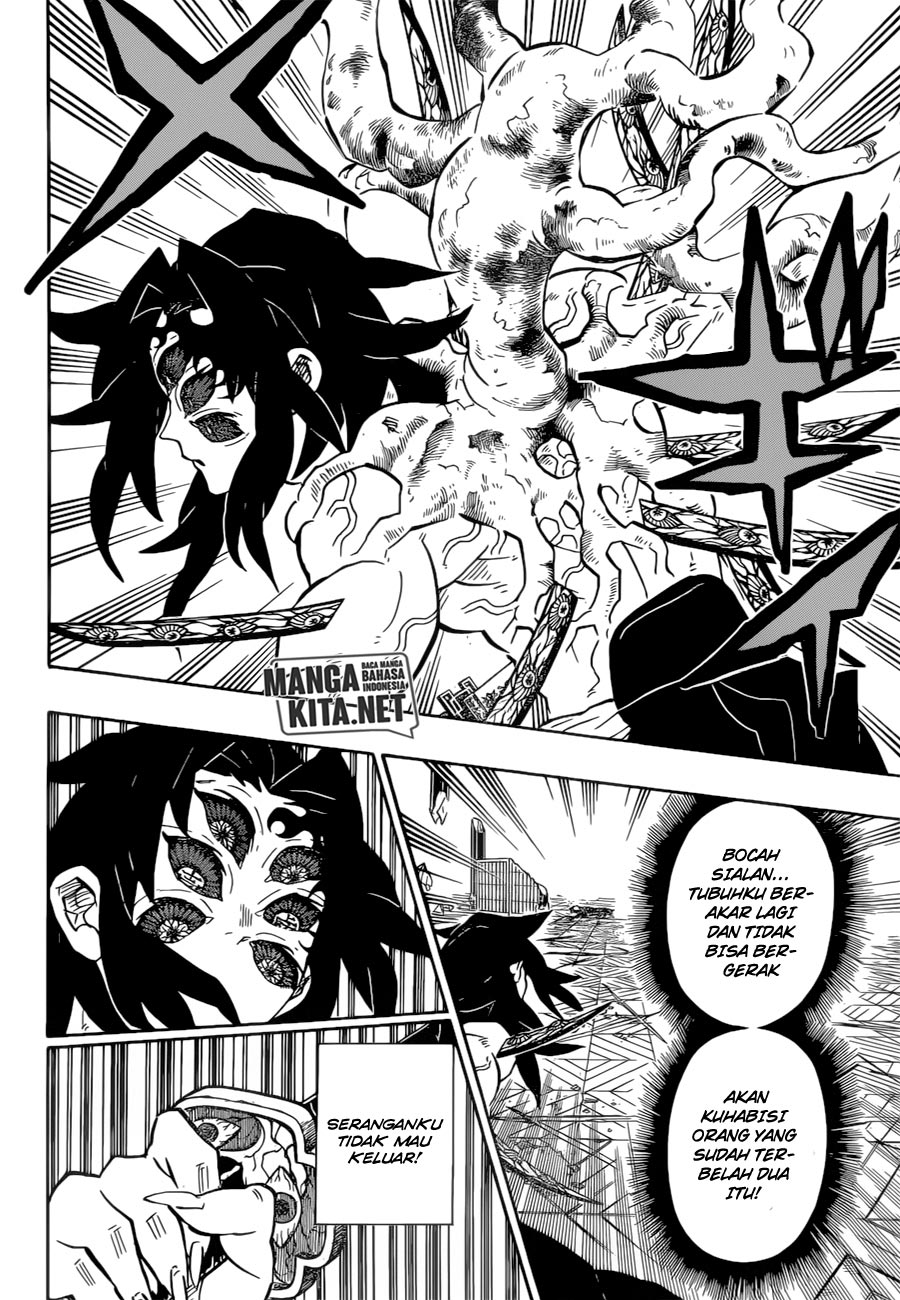 MANGA
BACA MANGA
BAHASA
INDONESIA
KITA.NET
BOCAH
SIALAN...
TUBUHKU BER-
AKAR LAGI
DAN TIDAK
BISA BER-
GERAK
AKAN
KUHABISI
ORANG YANG
SUDAH TER-
BELAH DUA
ITU!
SERANGANKU
TIDAK MAU
KELUAR!